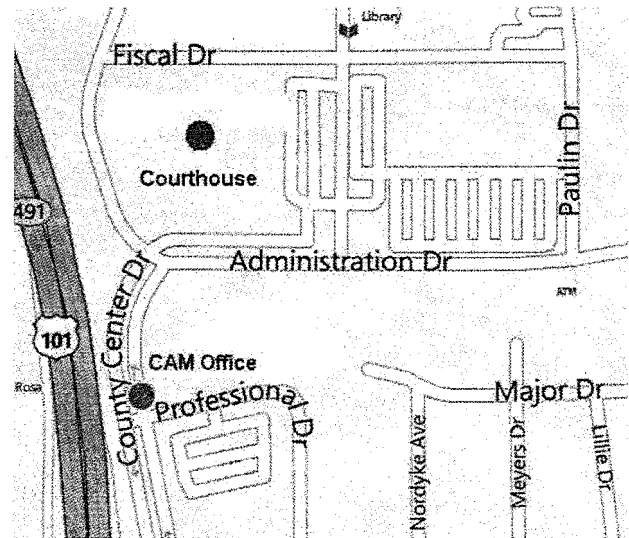 Library
Fiscal Dr
Courthouse
Paulin Dr
491
Administration Dr
County Center Dr
ATM
101
CAM Office
Rosa
Professional Dr
Major Dr
Nordyke Ave
Meyers Dr
Lillie Dr